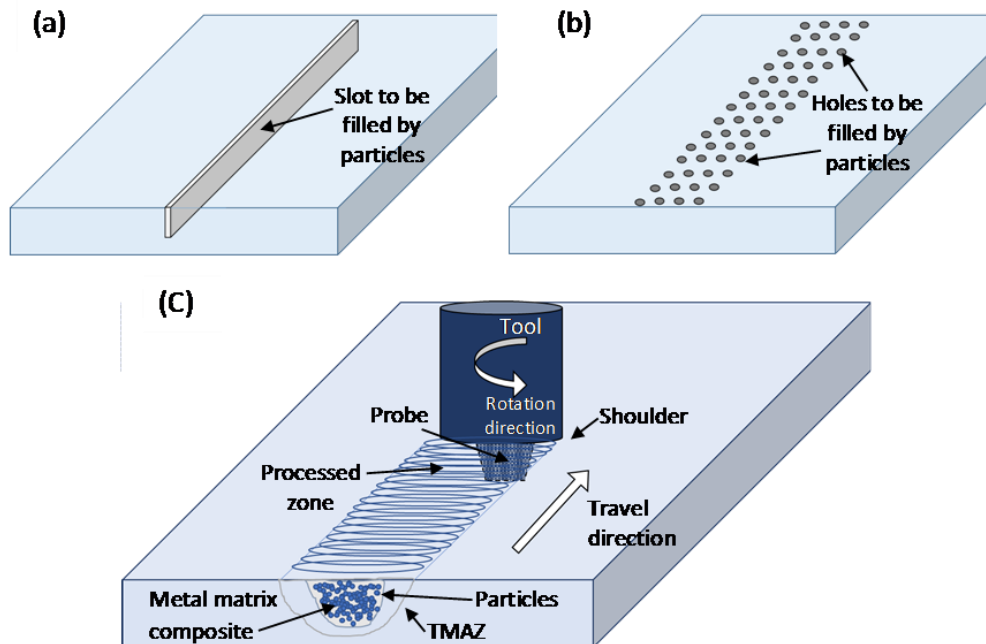 (a)
Slot to be
filled by
particles
(b)
Holes to be
filled by
particles
(C)
Tool
Rotation
direction
Probe
Shoulder
Processed
zone
Travel
direction
Metal matrix
composite
Particles
TMAZ